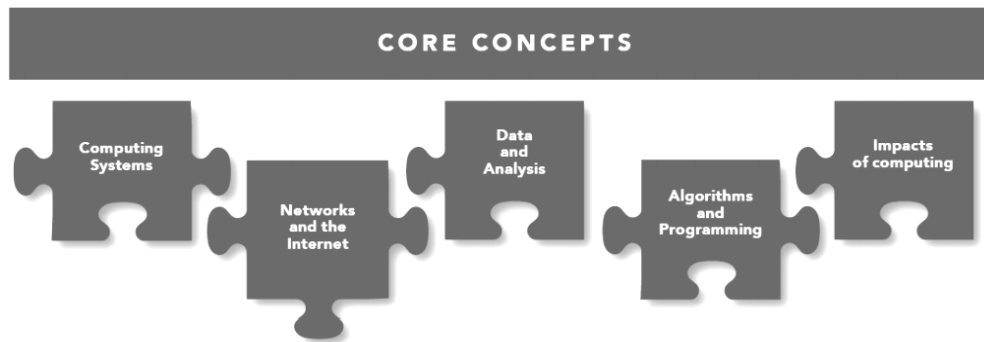 CORE CONCEPTS
Computing
Systems
Networks
and the
Internet
Data
and
Analysis
Algorithms
and
Programming
Impacts
of computing